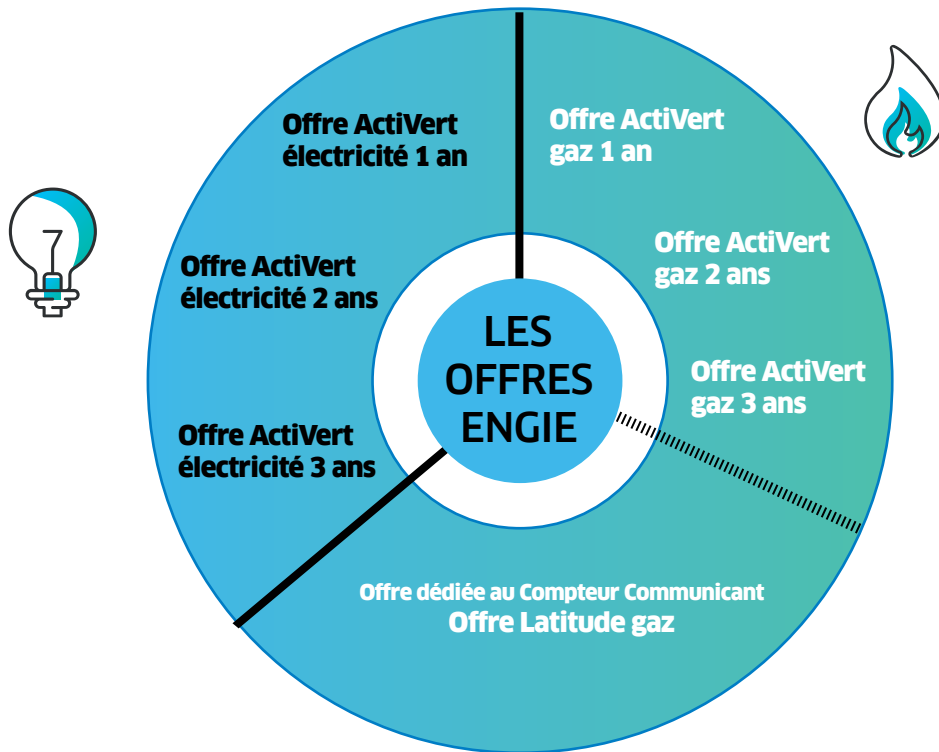 Offre ActiVert
électricité 1 an
Offre ActiVert
gaz 1 an
Offre ActiVert
électricité 2 ans
Offre ActiVert
gaz 2 ans
LES
OFFRES
ENGIE
Offre ActiVert
gaz 3 ans
Offre ActiVert
électricité 3 ans
Offre dédiée au Compteur Communicant
Offre Latitude gaz